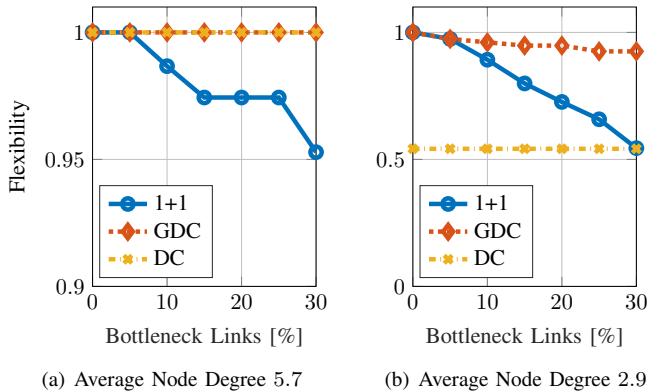 Flexibility
1
0.95
0.9
1+1
GDC
DC
0 10 20 30
Bottleneck Links [%]
(a) Average Node Degree 5.7
1
0.5
0
1+1
GDC
DC
0 10 20 30
Bottleneck Links [%]
(b) Average Node Degree 2.9